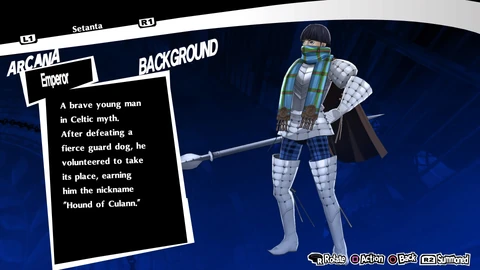 L1
Setanta
R1
ARCANA
Emperor
BACKGROUND
A brave young man
in Celtic myth.
After defeating a
fierce guard dog, he
volunteered to take
its place, earning
him the nickname
"Hound of Culann."
R Rotate Action Back R2 Summoned